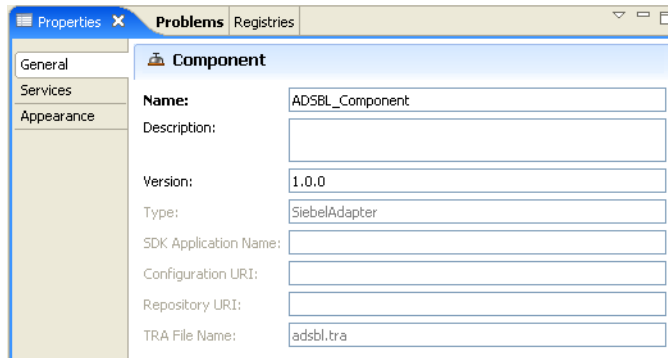 Properties Problems Registries
General
Services
Appearance
Component
Name: ADSBL_Component
Description:
Version: 1.0.0
Type: SiebelAdapter
SDK Application Name:
Configuration URI:
Repository URI:
TRA File Name: adsbl.tra